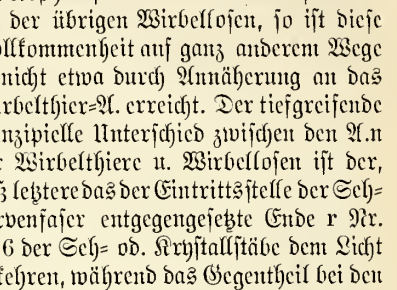 der übrigen Wirbellosen, so ist diese
ollkommenheit auf ganz anderem Wege
nicht etwa durch Annäherung an das
rbelthier-A. erreicht. Der tiefgreifende
nzipielle Unterschied zwischen den A.n
r Wirbelthiere u. Wirbellosen ist der,
ß letztere das der Eintrittsstelle der Seh-
rvenfaser entgegengesetzte Ende r Nr.
6 der Seh- od. Krystallstäbe dem Licht
kehren, während das Gegentheil bei den